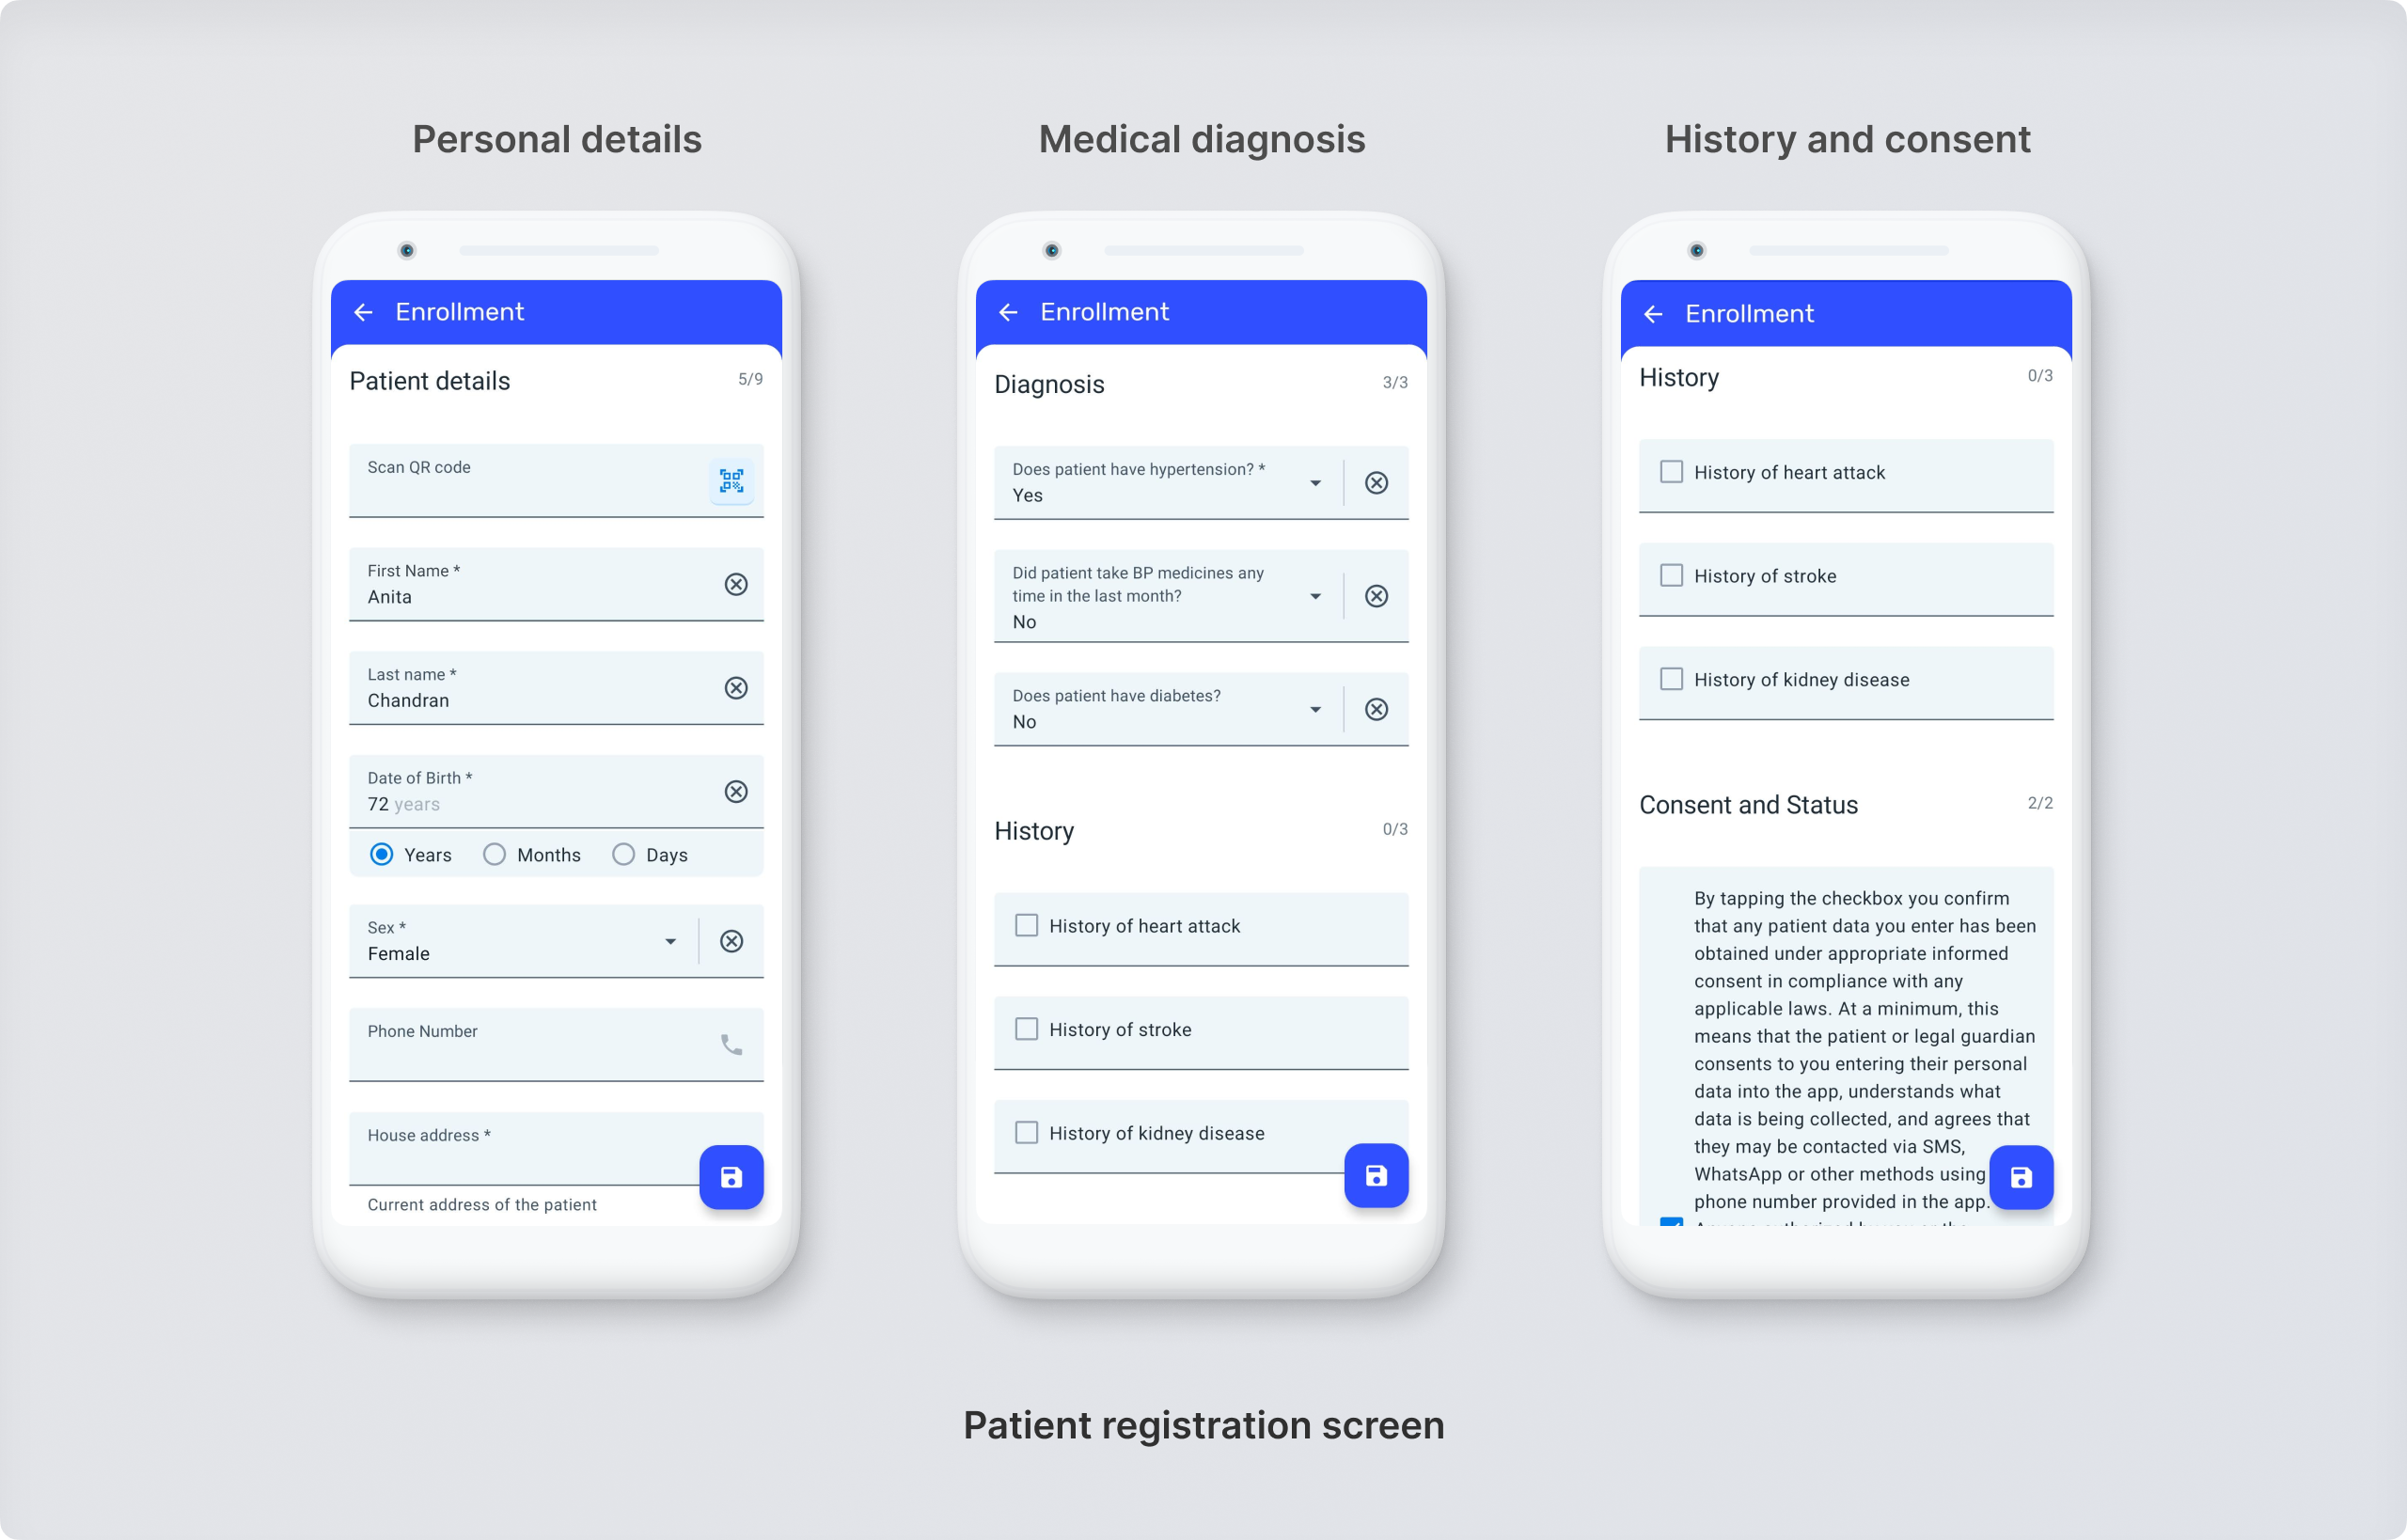 Personal details
Enrollment
Patient details
5/9
Scan QR code
First Name *
Anita
Last name *
Chandran
Date of Birth *
72 years
Years Months Days
Sex *
Female
Phone Number
House address *
Current address of the patient
Medical diagnosis
Enrollment
Diagnosis
3/3
Does patient have hypertension? *
Yes
Did patient take BP medicines any
time in the last month?
No
Does patient have diabetes?
No
History
0/3
History of heart attack
History of stroke
History of kidney disease
History and consent
Enrollment
History
0/3
History of heart attack
History of stroke
History of kidney disease
Consent and Status
2/2
By tapping the checkbox you confirm
that any patient data you enter has been
obtained under appropriate informed
consent in compliance with any
applicable laws. At a minimum, this
means that the patient or legal guardian
consents to you entering their personal
data into the app, understands what
data is being collected, and agrees that
they may be contacted via SMS,
WhatsApp or other methods using
phone number provided in the app.
Patient registration screen